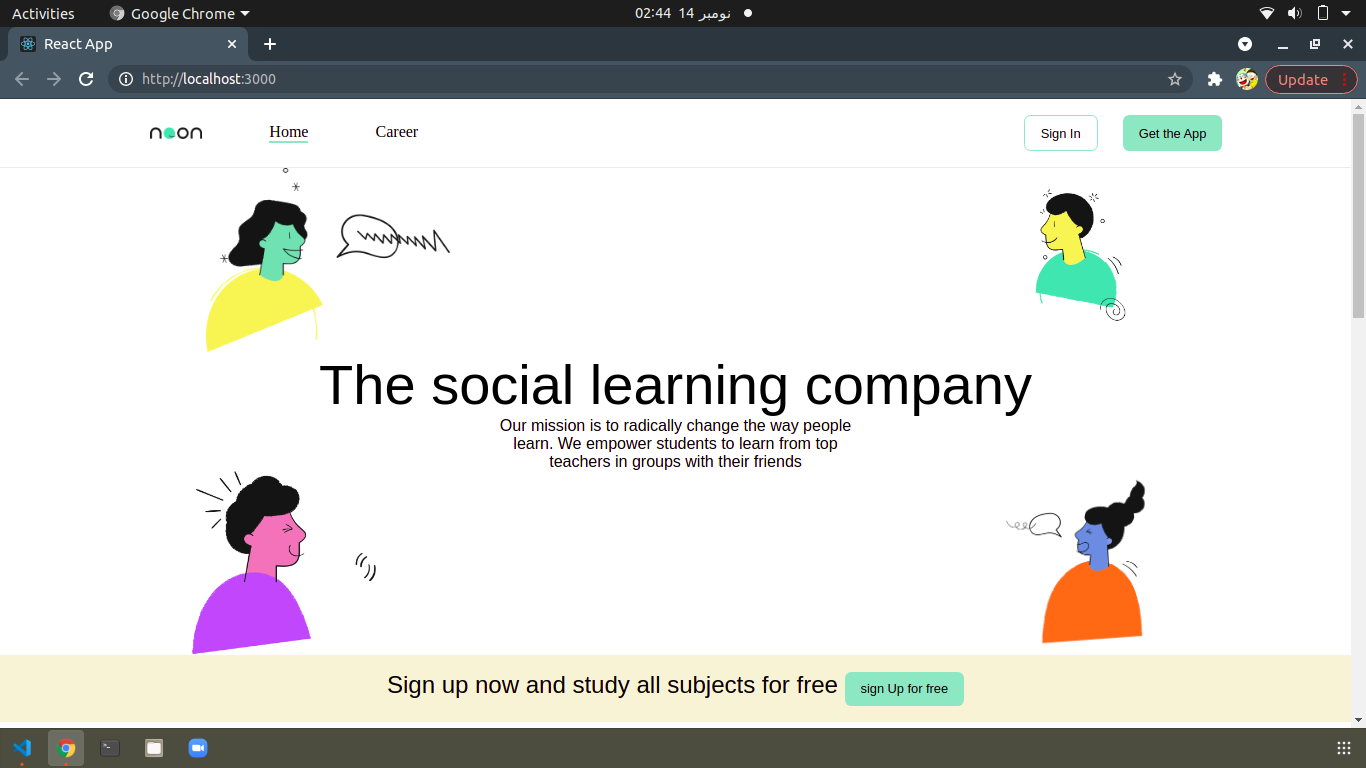 Activities
Google Chrome
02:44 14 نومبر
React App
http://localhost:3000
Update
noon
Home
Career
Sign In
Get the App
The social learning company
Our mission is to radically change the way people
learn. We empower students to learn from top
teachers in groups with their friends
Sign up now and study all subjects for free
sign Up for free